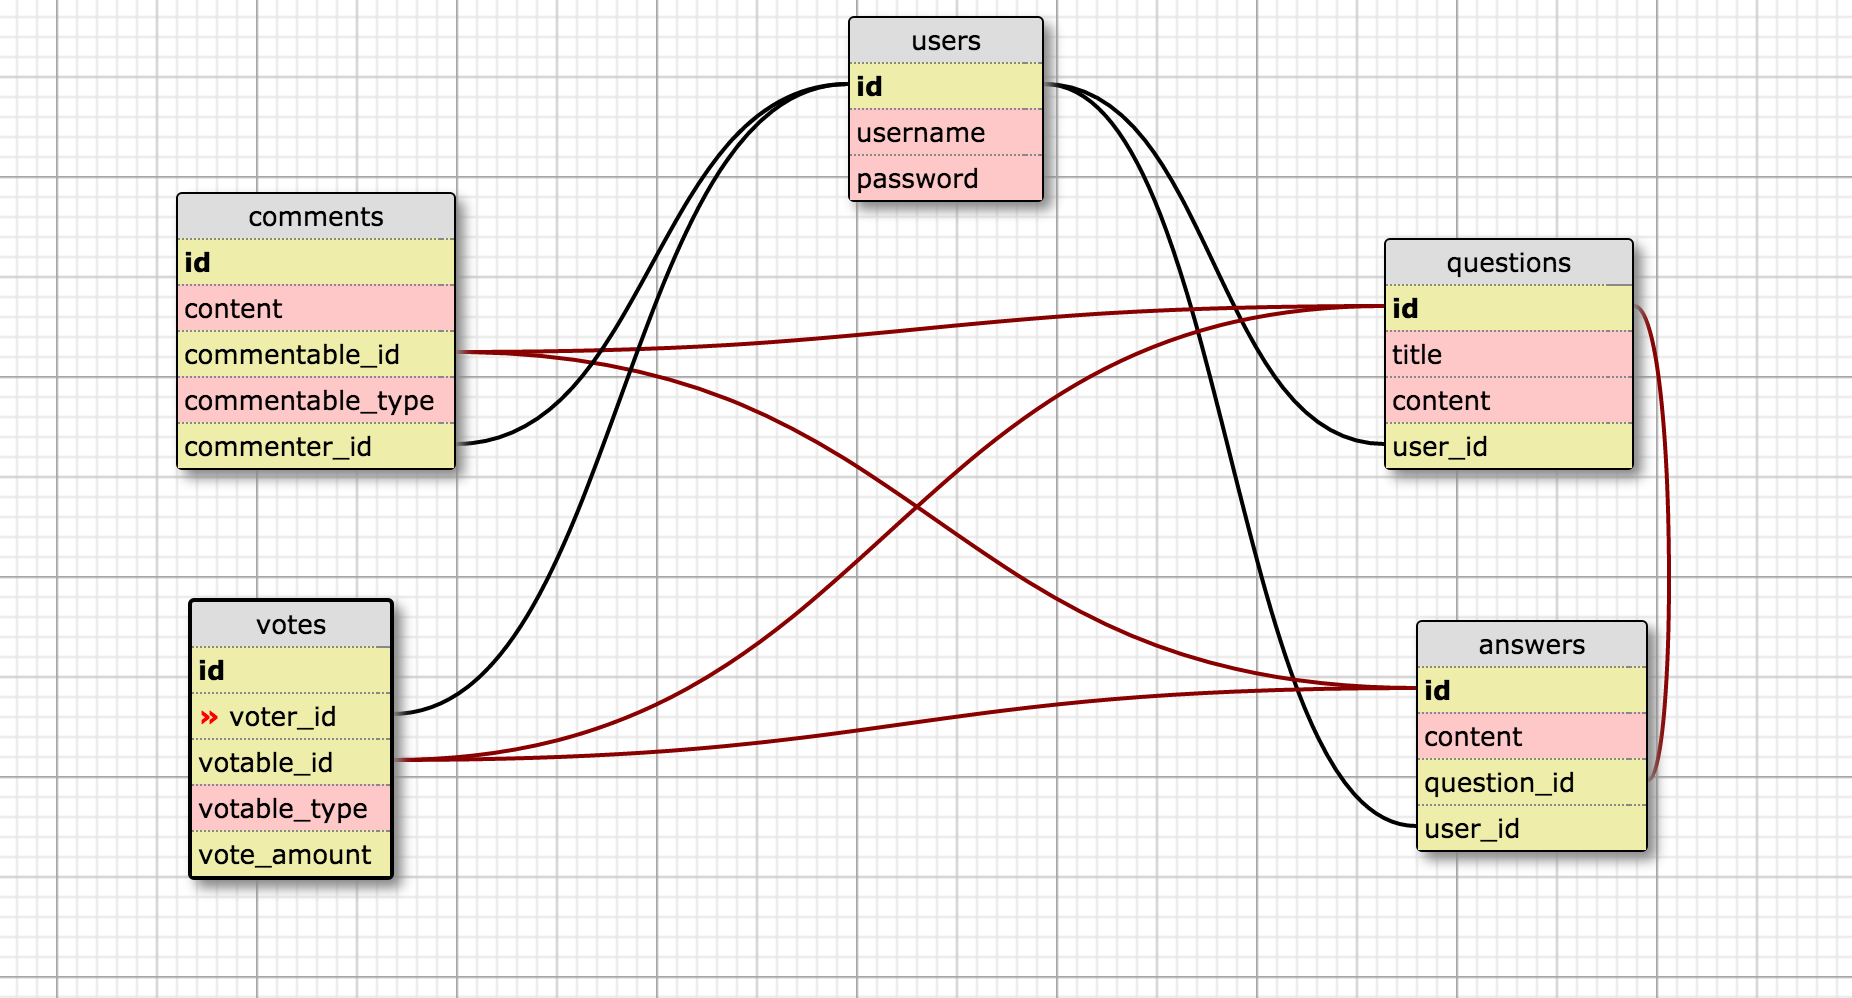 users
id
username
password
comments
id
content
commentable_id
commentable_type
commenter_id
questions
id
title
content
user_id
votes
id
» voter_id
votable_id
votable_type
vote_amount
answers
id
content
question_id
user_id